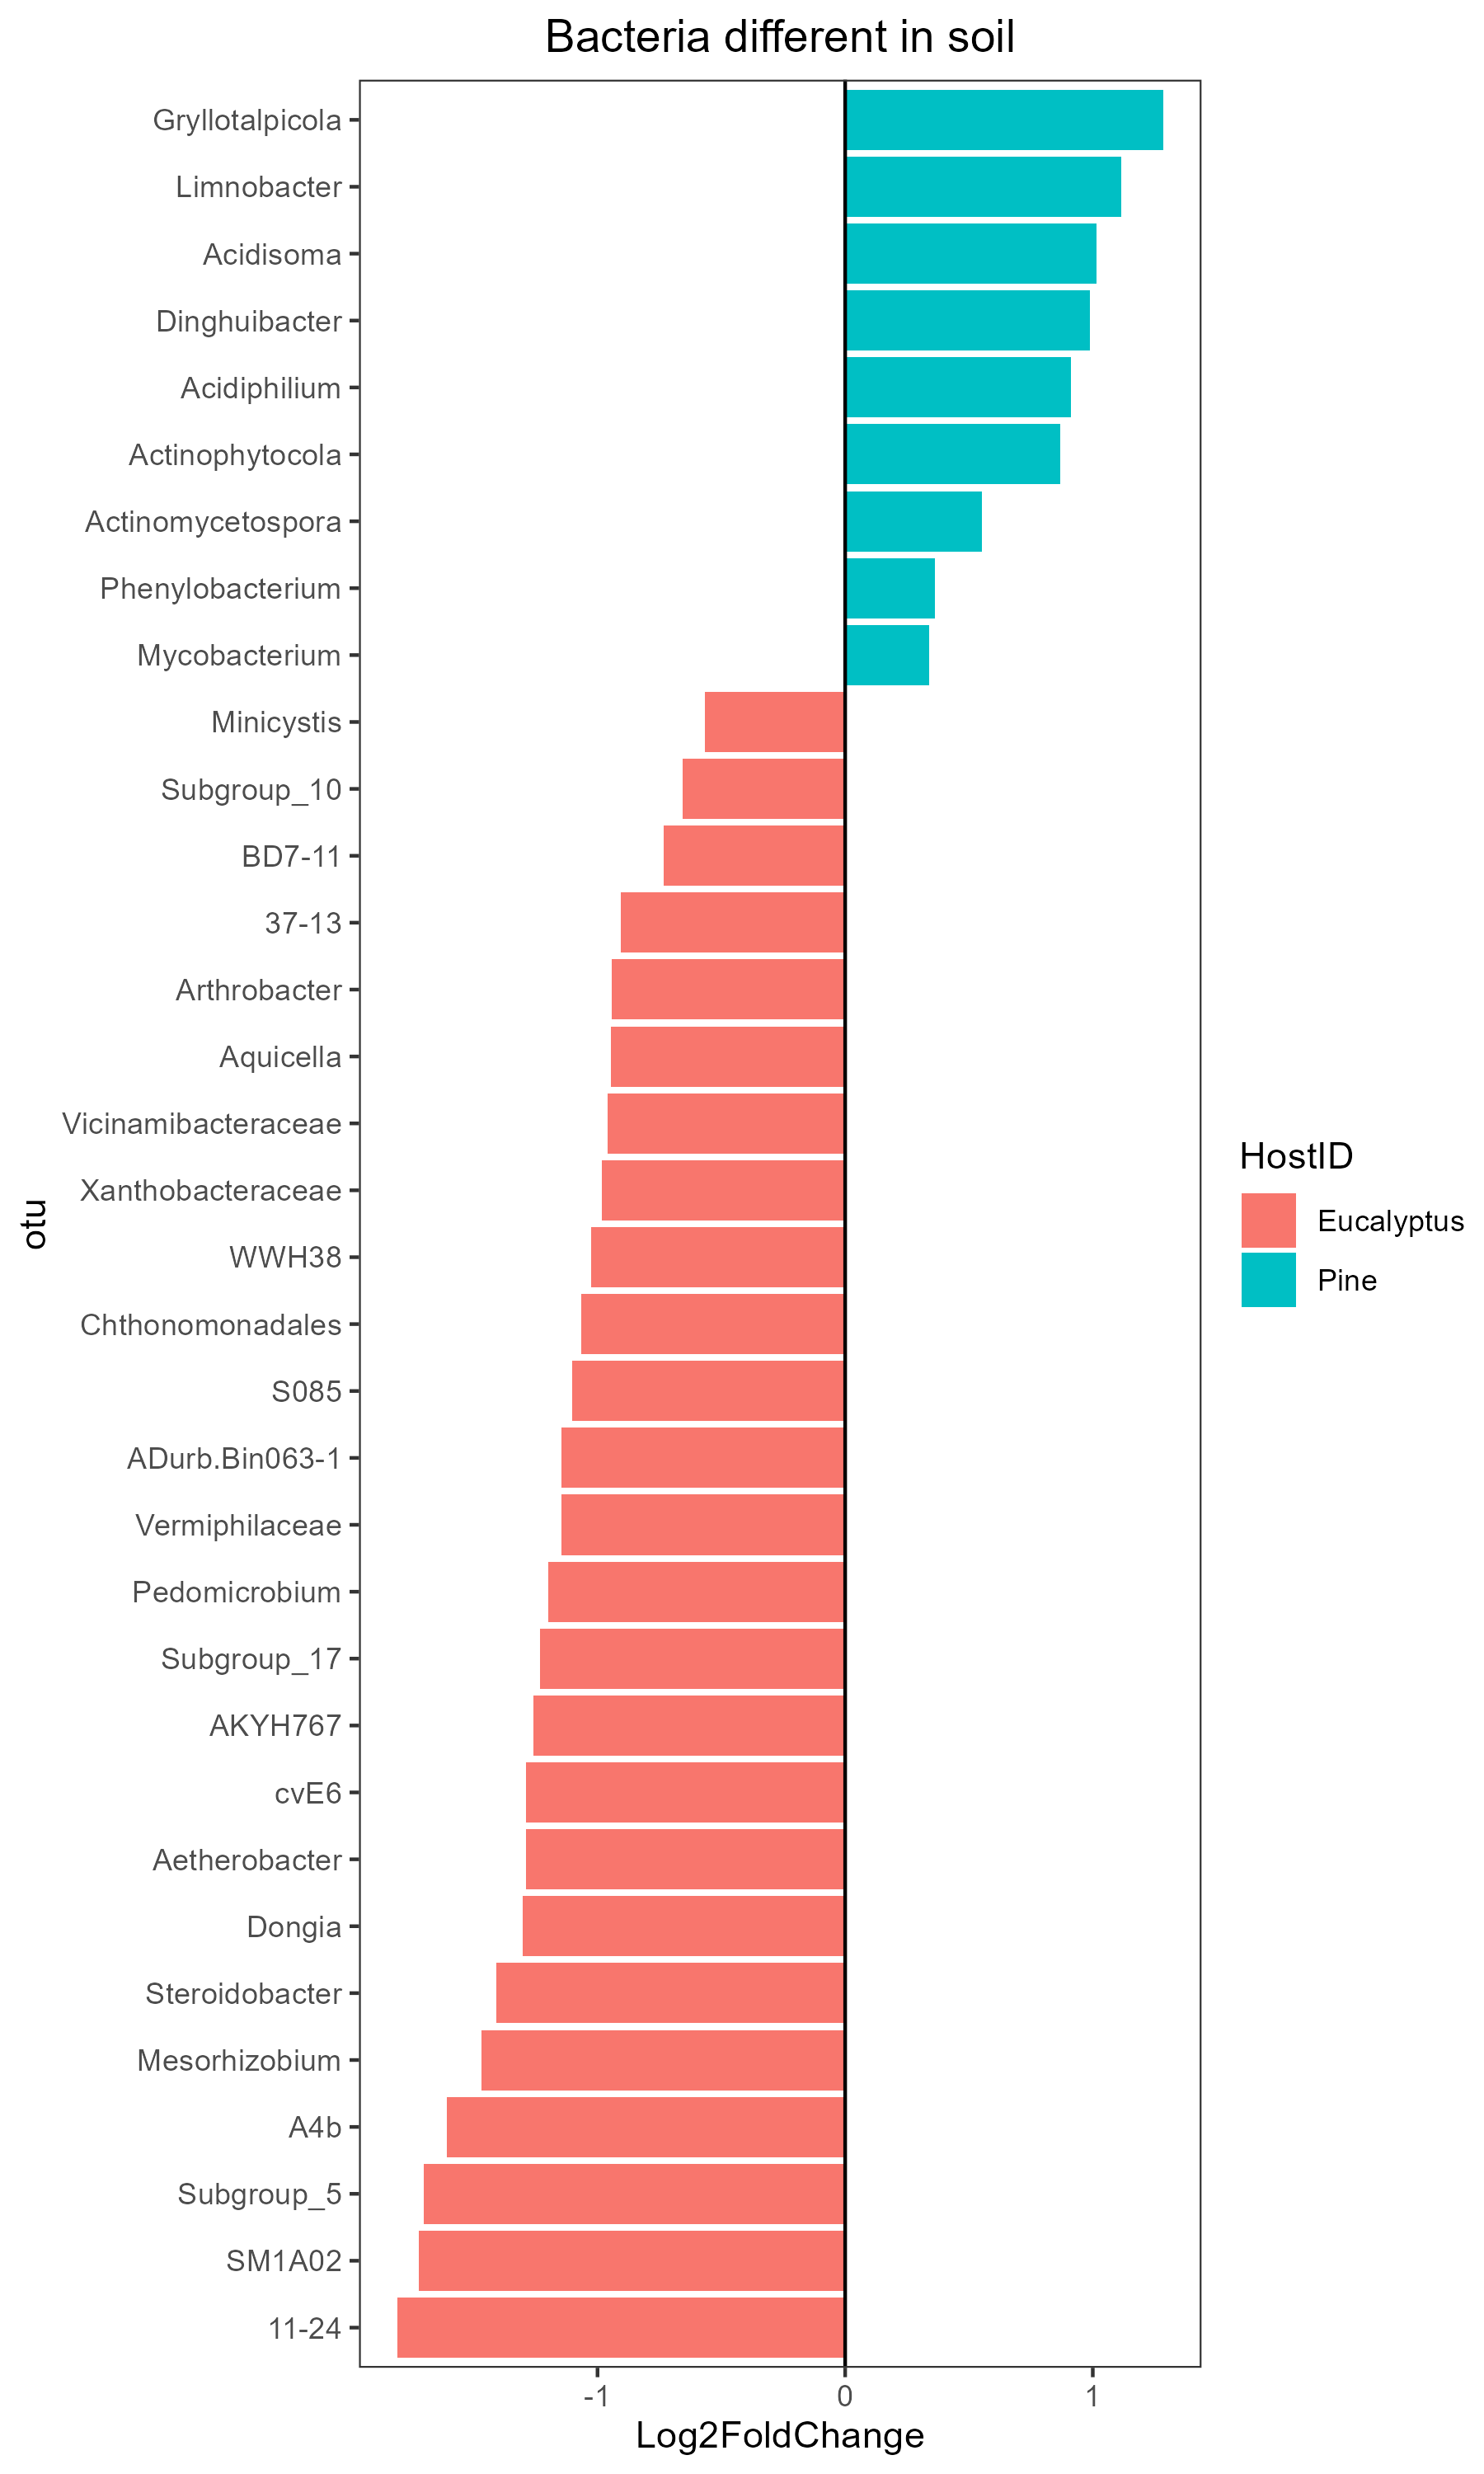 Bacteria different in soil
Gryllotalpicola
Limnobacter
Acidisoma
Dinghuibacter
Acidiphilium
Actinophytocola
Actinomycetospora
Phenylobacterium
Mycobacterium
Minicystis
Subgroup_10
BD7-11
37-13
Arthrobacter
Aquicella
Vicinamibacteraceae
Xanthobacteraceae
WWH38
Chthonomonadales
S085
ADurb.Bin063-1
Vermiphilaceae
Pedomicrobium
Subgroup_17
AKYH767
cvE6
Aetherobacter
Dongia
Steroidobacter
Mesorhizobium
A4b
Subgroup_5
SM1A02
11-24
otu
-1 0 1
Log2FoldChange
HostID
Eucalyptus
Pine